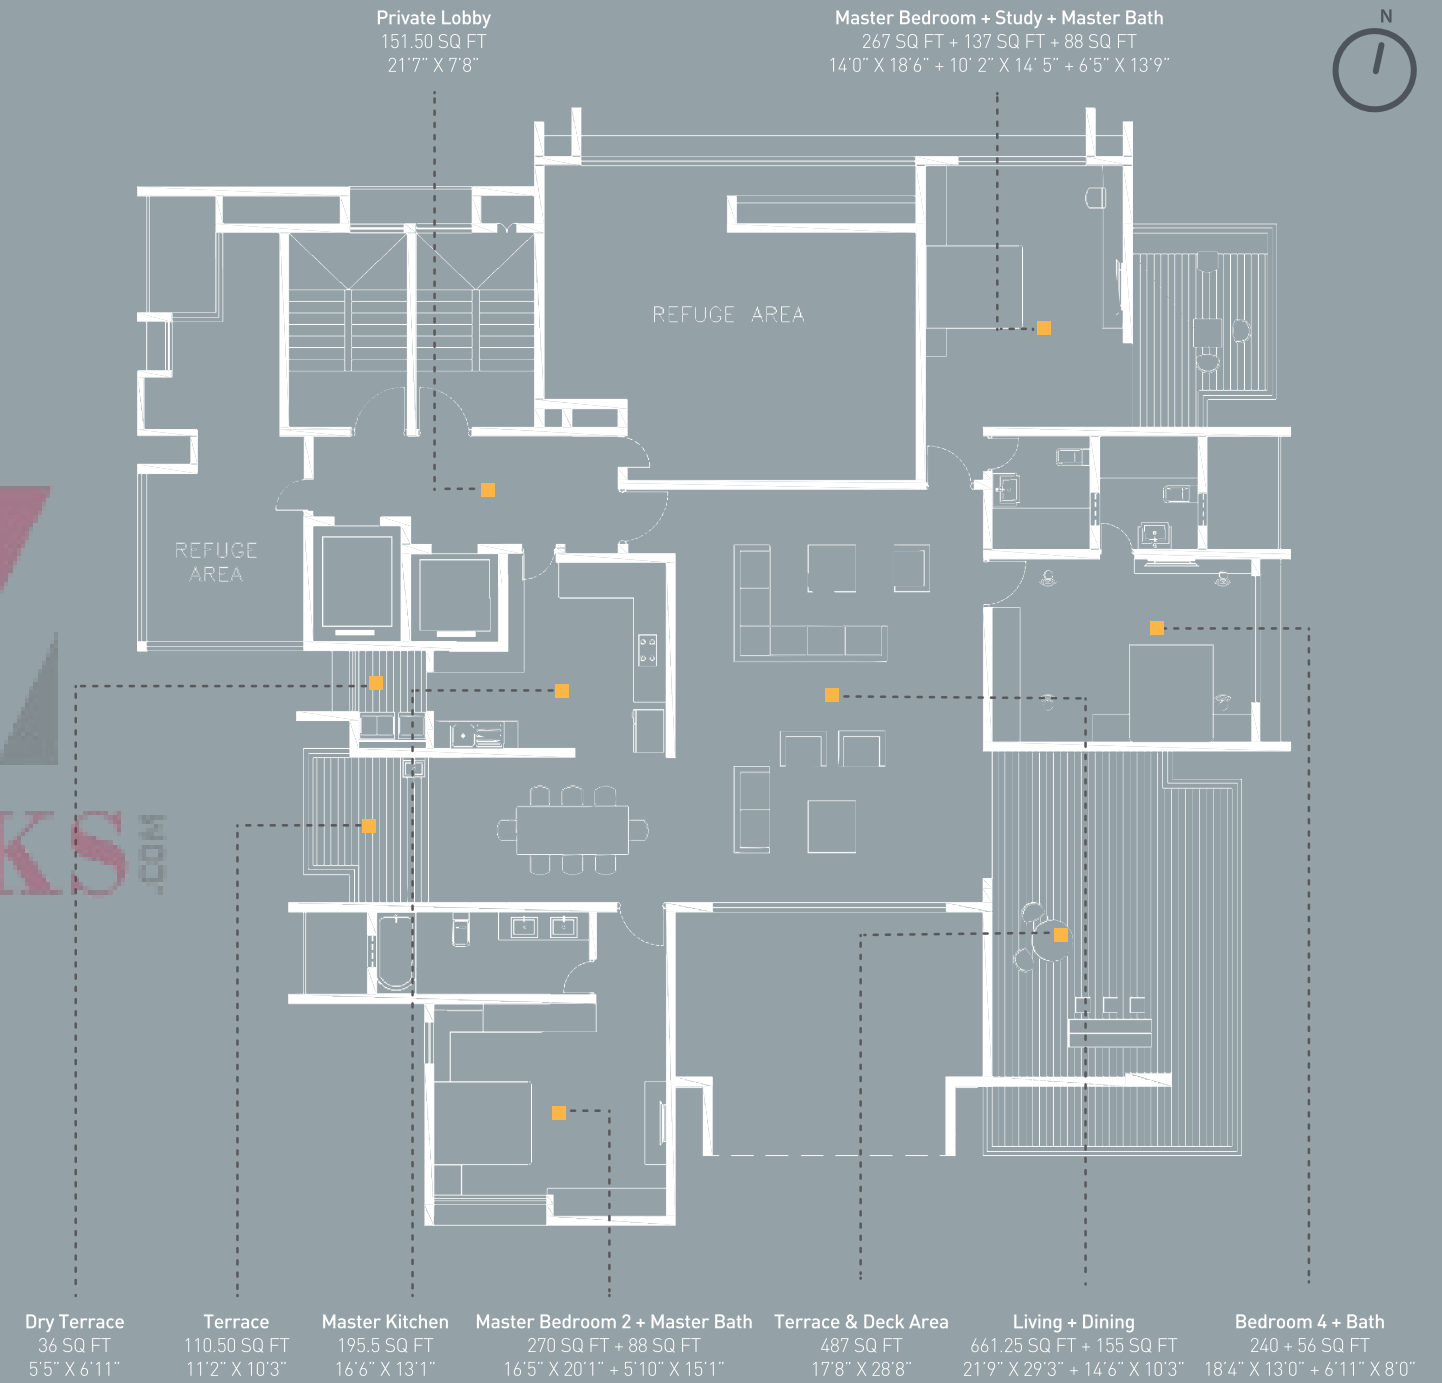 Private Lobby
151.50 SQ FT
21'7" X 7'8"
Master Bedroom + Study + Master Bath
267 SQ FT + 137 SQ FT + 88 SQ FT
14'0" X 18'6" + 10' 2" X 14' 5" + 6'5" X 13'9"
N
REFUGE AREA
REFUGE
AREA
KS
.COM
Dry Terrace
36 SQ FT
5'5" X 6'11"
Terrace
110.50 SQ FT
11'2" X 10'3"
Master Kitchen
195.5 SQ FT
16'6" X 13'1"
Master Bedroom 2 + Master Bath
270 SQ FT + 88 SQ FT
16'5" X 20'1" + 5'10" X 15'1"
Terrace & Deck Area
487 SQ FT
17'8" X 28'8"
Living + Dining
661.25 SQ FT + 155 SQ FT
21'9" X 29'3" + 14'6" X 10'3"
Bedroom 4 + Bath
240 + 56 SQ FT
18'4" X 13'0" + 6'11" X 8'0"